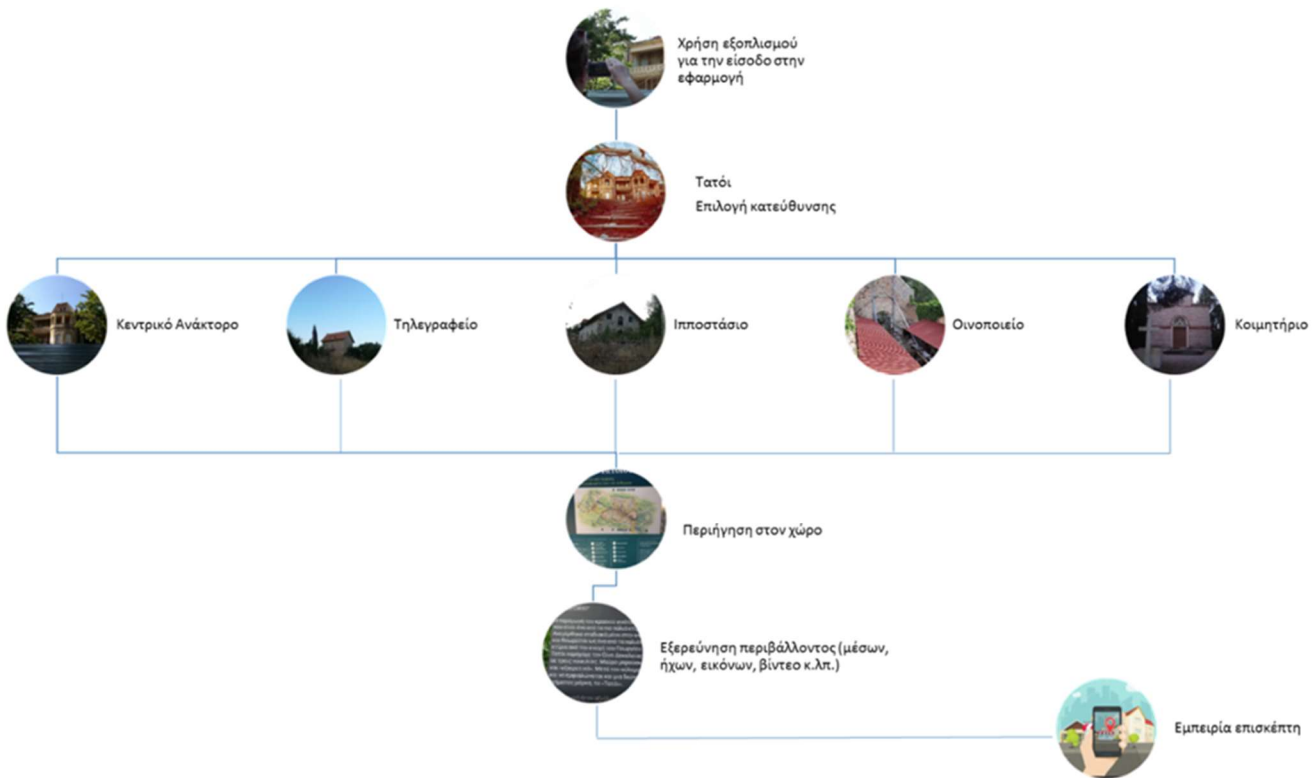 Χρήση εξοπλισμού
για την είσοδο στην
εφαρμογή
Τατόι
Επιλογή κατεύθυνσης
Κεντρικό Ανάκτορο
Τηλεγραφείο
Ιπποστάσιο
Οινοποιείο
Κοιμητήριο
Περιήγηση στον χώρο
Εξερεύνηση περιβάλλοντος (μέσων,
ήχων, εικόνων, βίντεο κ.λπ.)
Εμπειρία επισκέπτη